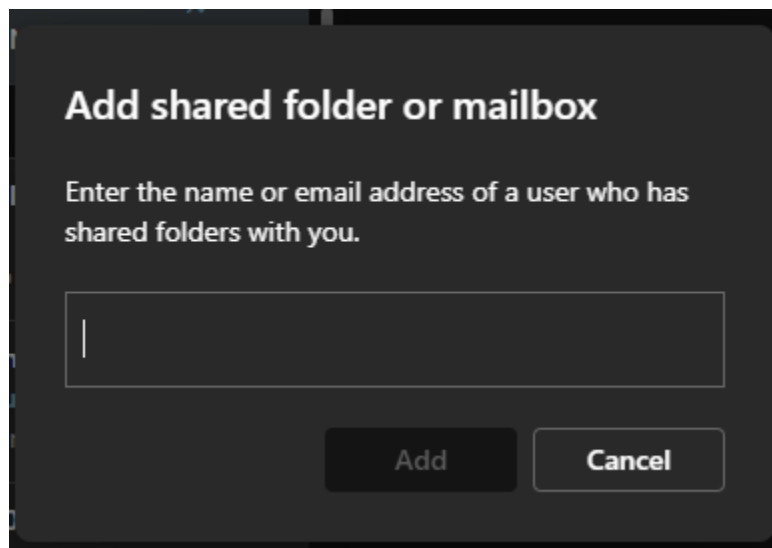 Add shared folder or mailbox
Enter the name or email address of a user who has
shared folders with you.
Add
Cancel